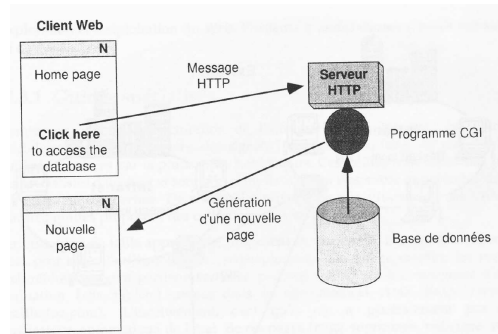 Client Web
N
Home page
Click here
to access the
database
Message
HTTP
Serveur
HTTP
Programme CGI
Génération
d'une nouvelle
page
Base de données
N
Nouvelle
page